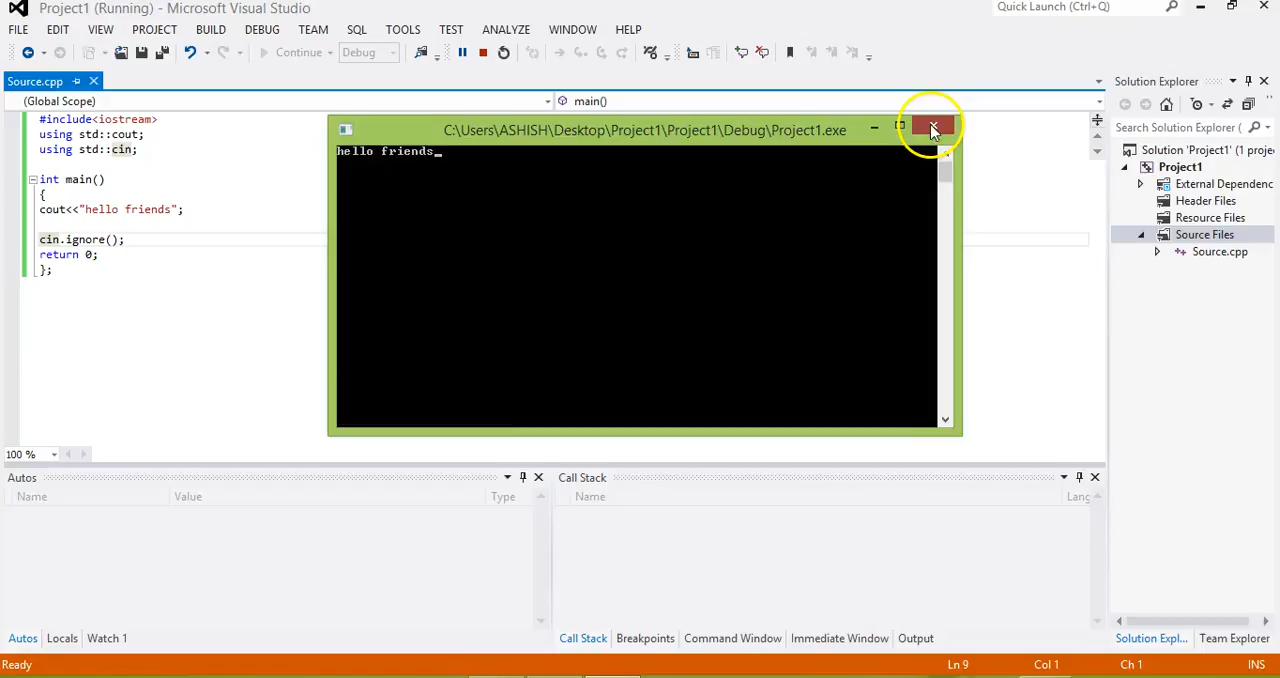 Project1 (Running) - Microsoft Visual Studio
Quick Launch (Ctrl+Q)
FILE EDIT VIEW PROJECT BUILD DEBUG TEAM SQL TOOLS TEST ANALYZE WINDOW HELP
Continue Debug
Source.cpp
(Global Scope) main()
#include<iostream>
using std::cout;
using std::cin;
int main()
{
cout<<"hello friends";
cin.ignore();
return 0;
};
C:\Users\ASHISH\Desktop\Project1\Project1\Debug\Project1.exe
hello friends_
Solution Explorer
Search Solution Explorer (
Solution 'Project1' (1 projec
Project1
External Dependenc
Header Files
Resource Files
Source Files
Source.cpp
100 %
Autos
Name Value Type
Call Stack
Name Lang
Autos Locals Watch 1
Call Stack Breakpoints Command Window Immediate Window Output
Solution Expl... Team Explorer
Ready Ln 9 Col 1 Ch 1 INS